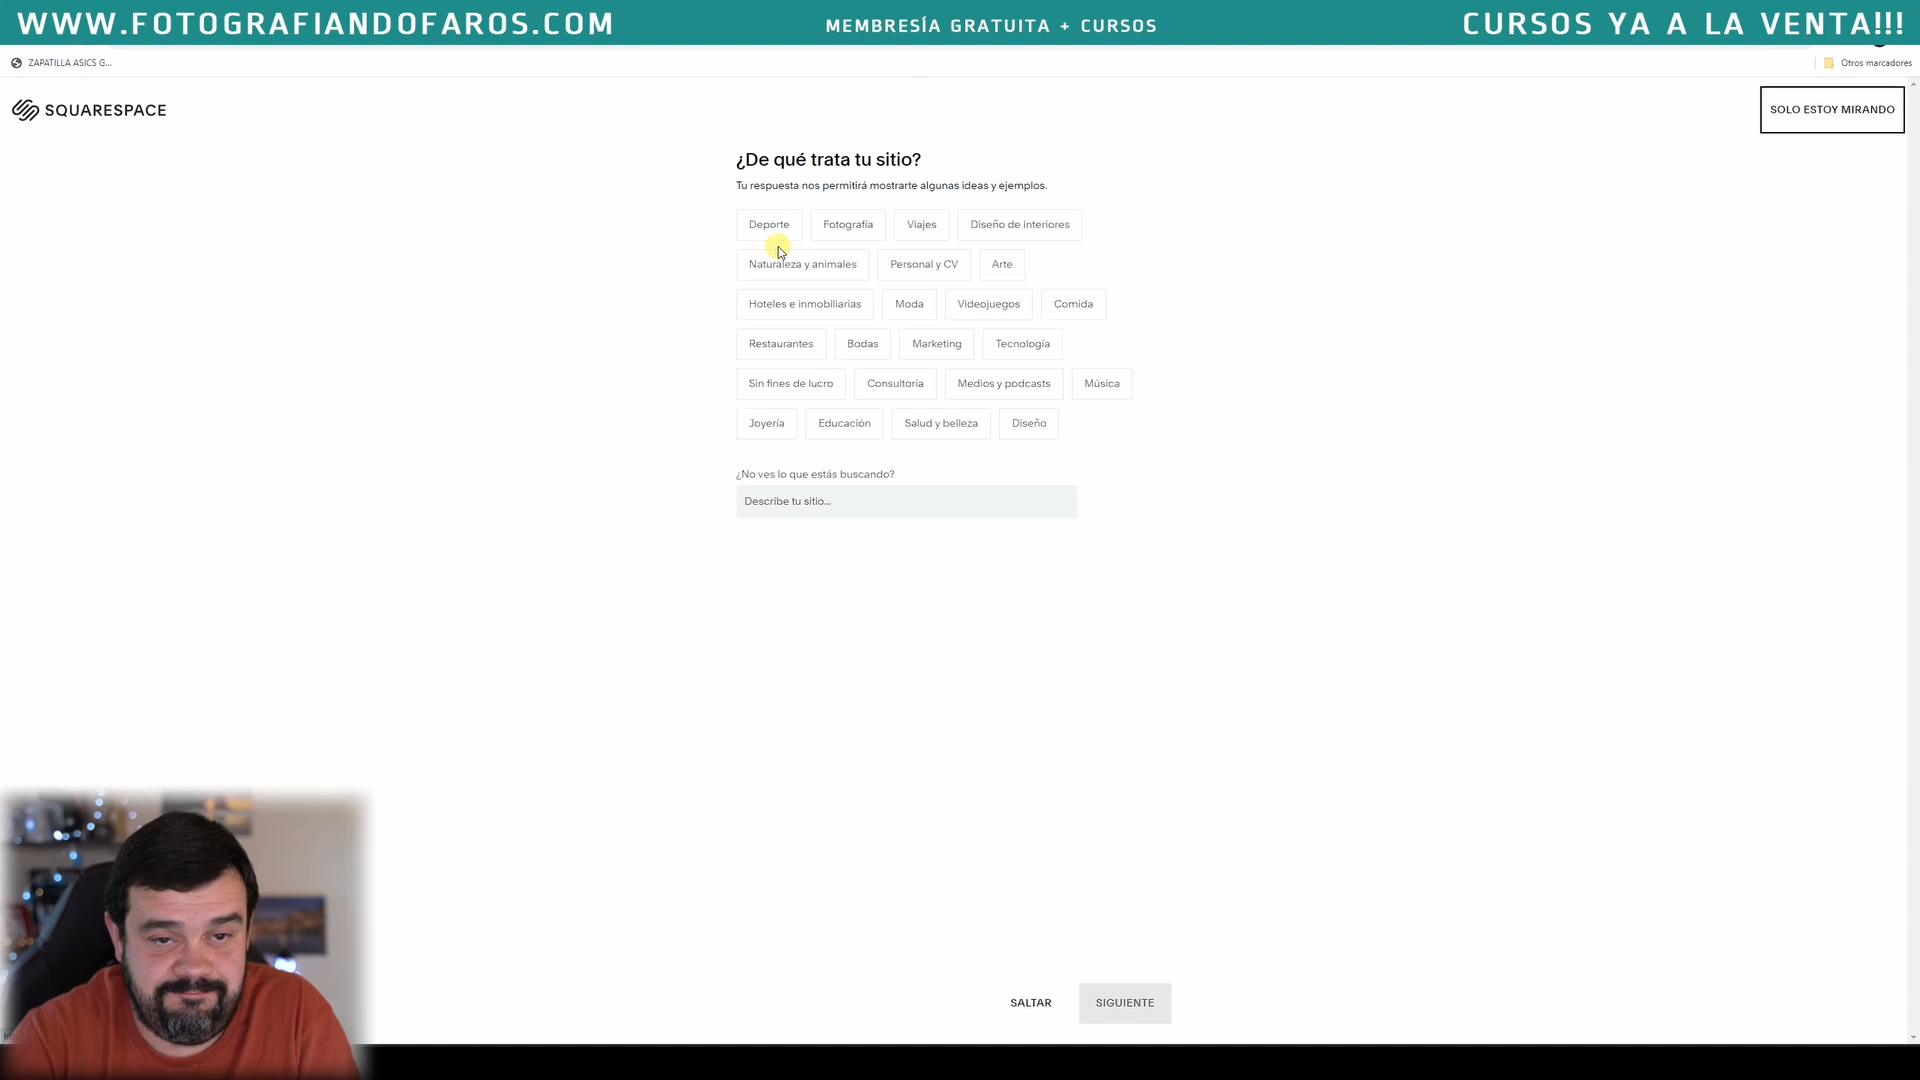 WWW.FOTOGRAFIANDOFAROS.COM MEMBRESÍA GRATUITA + CURSOS CURSOS YA A LA VENTA!!!
ZAPATILLA ASICS G... Otros marcadores
SQUARESPACE SOLO ESTOY MIRANDO
¿De qué trata tu sitio?
Tu respuesta nos permitirá mostrarte algunas ideas y ejemplos.
Deporte Fotografía Viajes Diseño de interiores
Naturaleza y animales Personal y CV Arte
Hoteles e inmobiliarias Moda Videojuegos Comida
Restaurantes Bodas Marketing Tecnología
Sin fines de lucro Consultoría Medios y podcasts Música
Joyería Educación Salud y belleza Diseño
¿No ves lo que estás buscando?
Describe tu sitio...
SALTAR SIGUIENTE